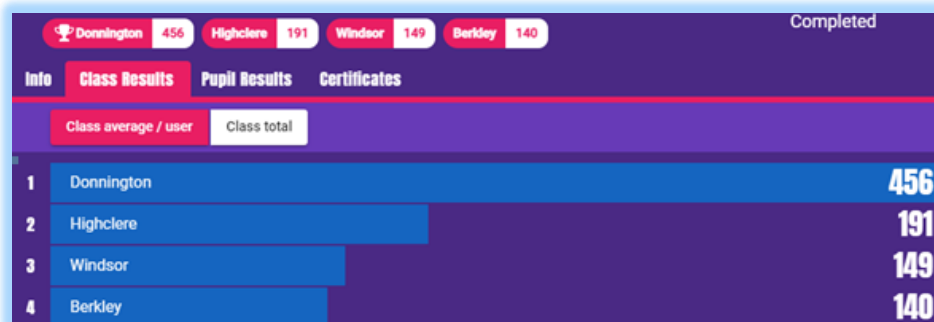 Completed
Donnington 456 Highclere 191 Windsor 149 Berkley 140
Info Class Results Pupil Results Certificates
Class average / user Class total
1 Donnington 456
2 Highclere 191
3 Windsor 149
4 Berkley 140